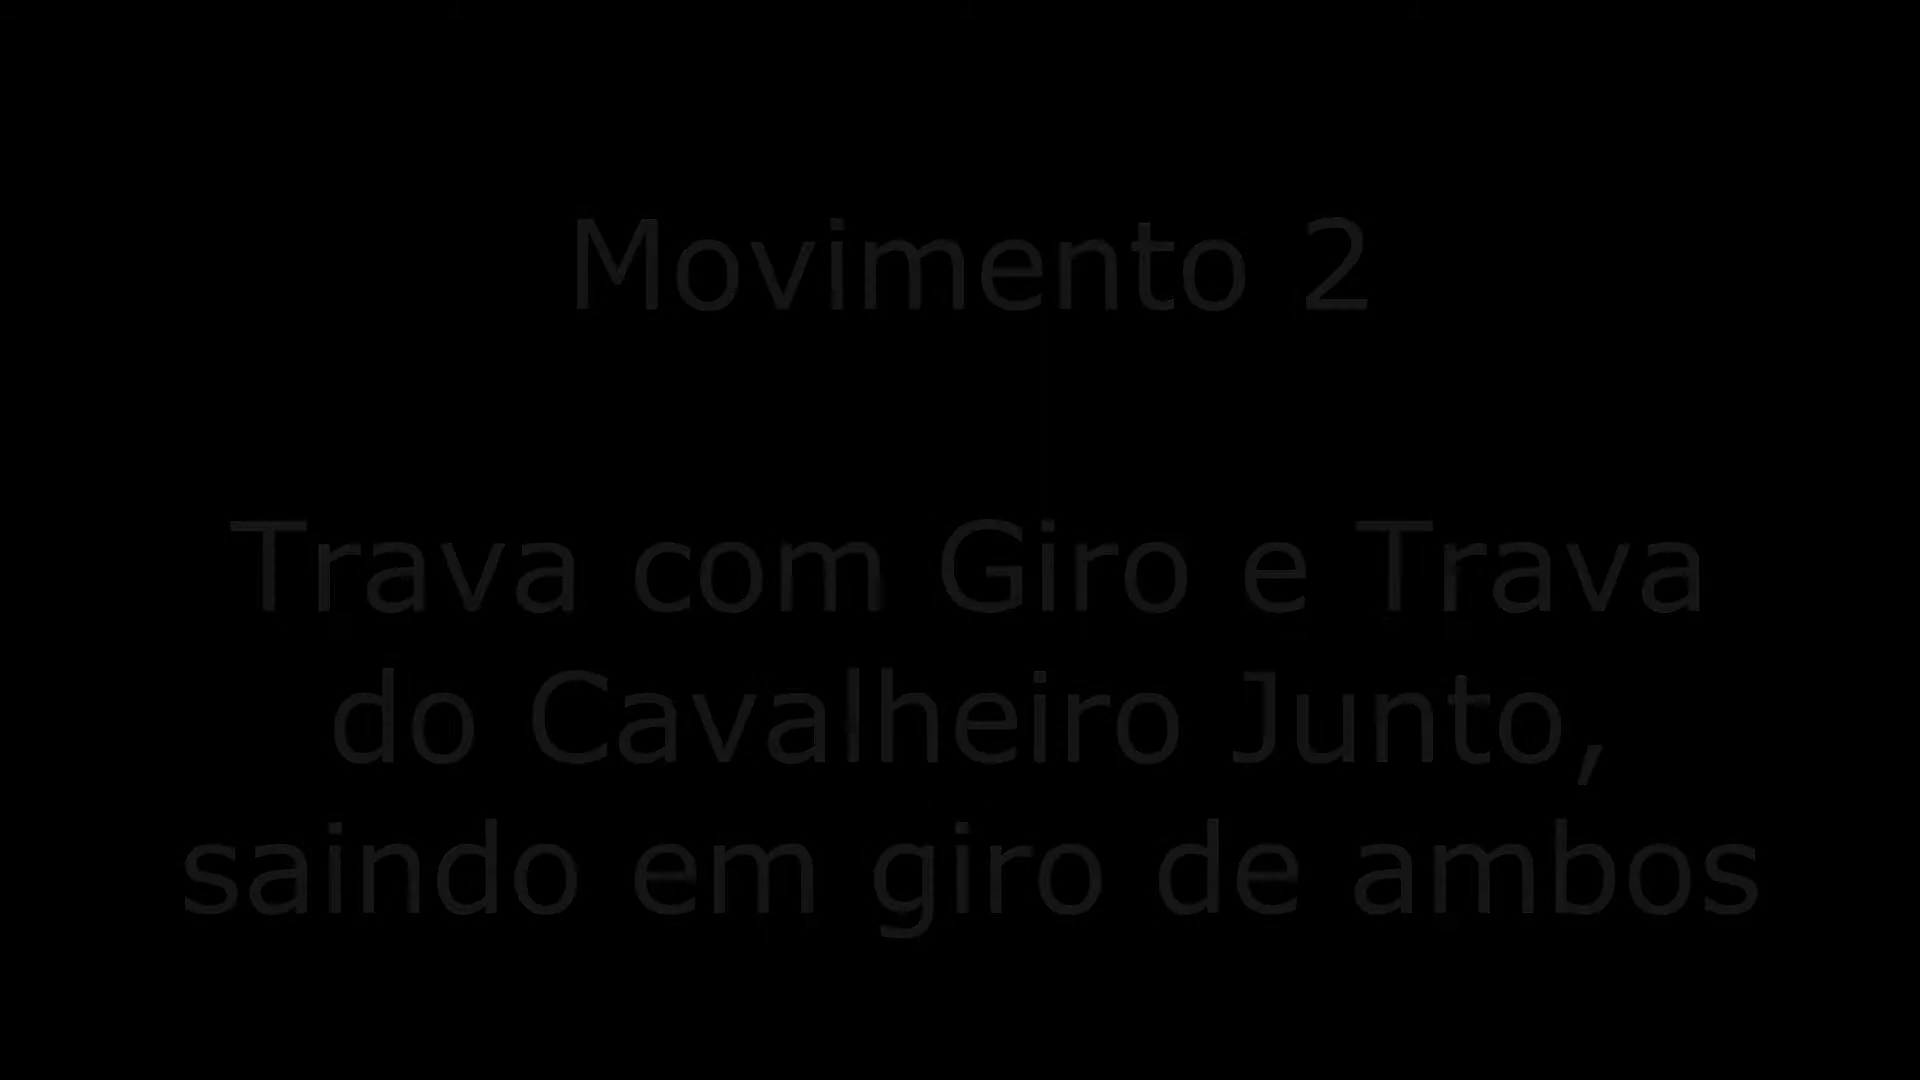 Movimento 2
Trava com Giro e Trava
do Cavalheiro Junto,
saindo em giro de ambos